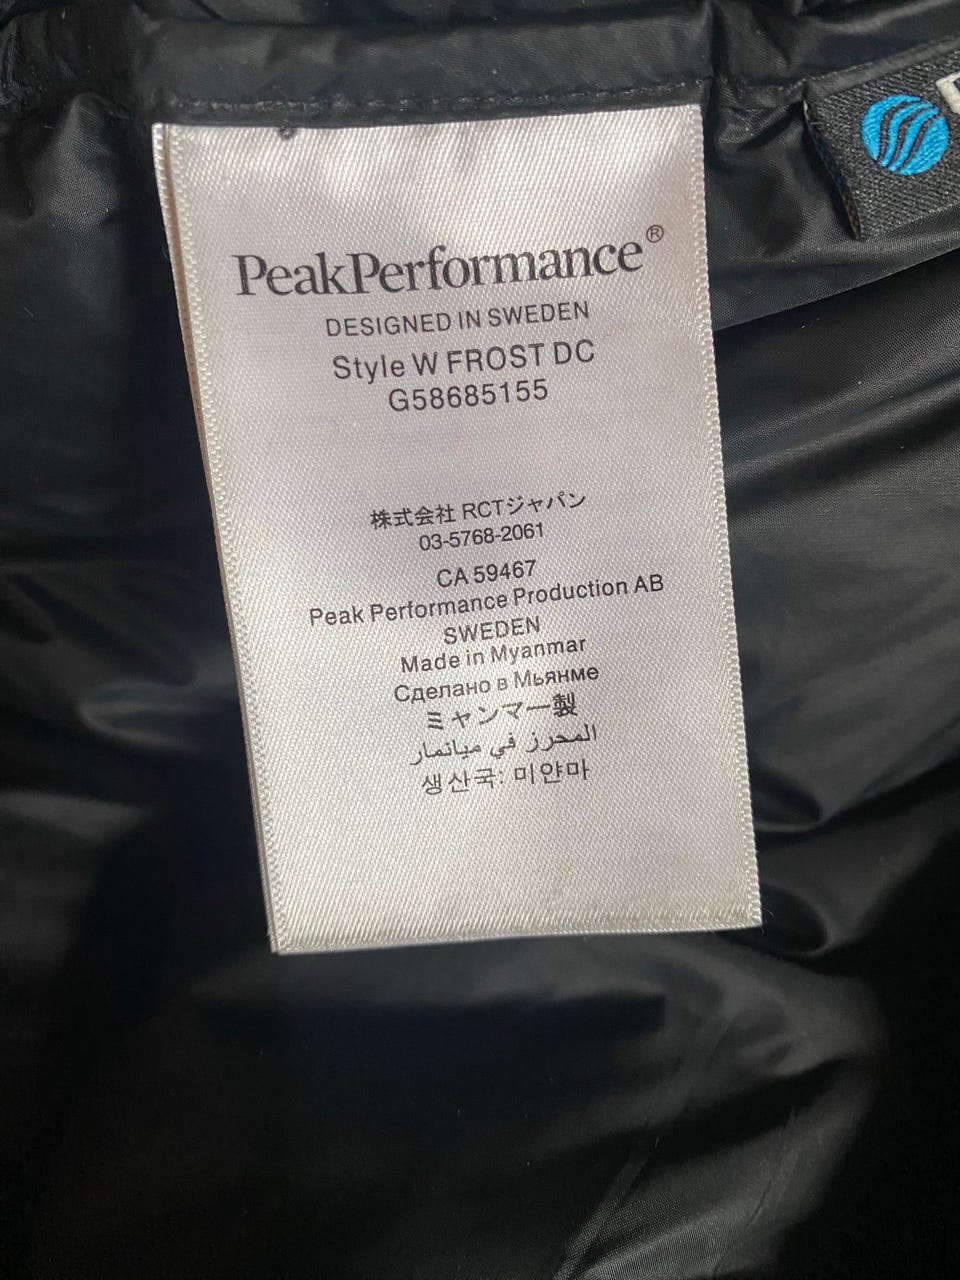 PeakPerformance®
DESIGNED IN SWEDEN
Style W FROST DC
G58685155
株式会社 RCTジャパン
03-5768-2061
CA 59467
Peak Performance Production AB
SWEDEN
Made in Myanmar
Сделано в Мьянме
ミャンマー製
المحرز في ميانمار
생산국: 미얀마